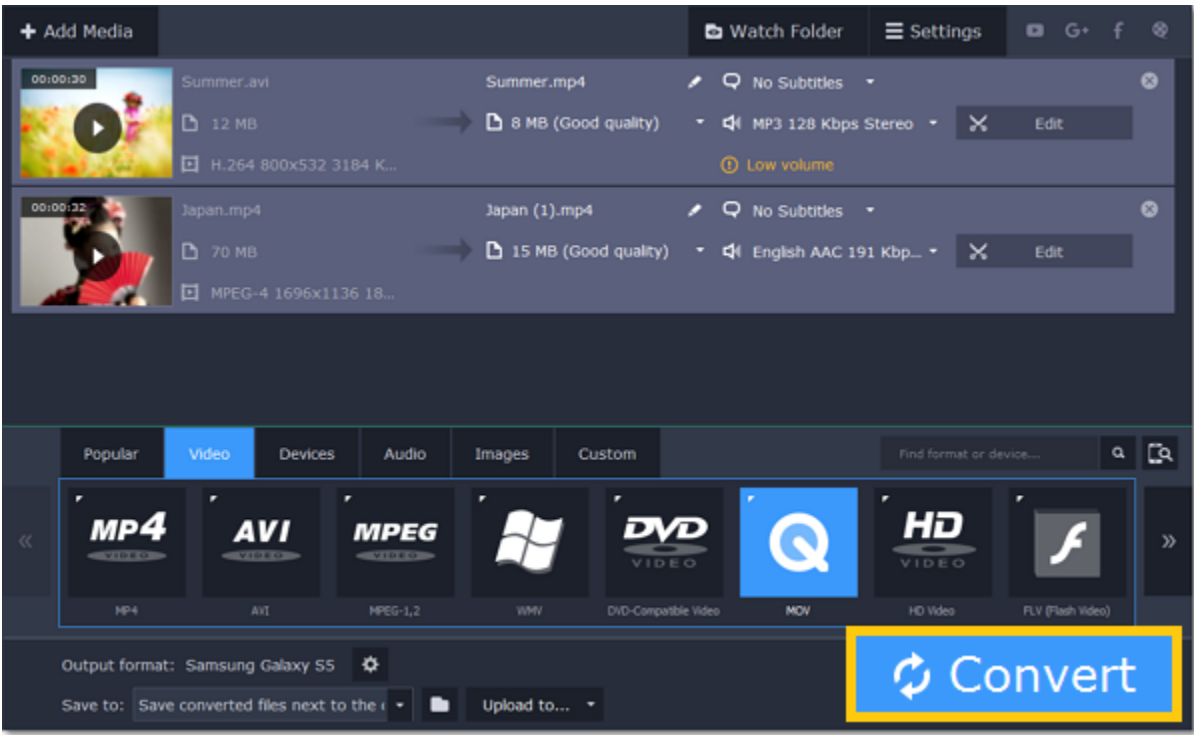 Add Media
Watch Folder
Settings
G+
f
00:00:30
Summer.avi
Summer.mp4
No Subtitles
12 MB
8 MB (Good quality)
MP3 128 Kbps Stereo
Edit
H.264 800x532 3184 K...
Low volume
00:00:32
Japan.mp4
Japan (1).mp4
No Subtitles
70 MB
15 MB (Good quality)
English AAC 191 Kbp...
Edit
MPEG-4 1696x1136 18...
Popular
Video
Devices
Audio
Images
Custom
Find format or device....
MP4 VIDEO
AVI VIDEO
MPEG VIDEO
DVD VIDEO
HD VIDEO
MP4
AVI
MPEG-1,2
WMV
DVD-Compatible Video
MOV
HD Video
FLV (Flash Video)
Output format: Samsung Galaxy S5
Convert
Save to: Save converted files next to the
Upload to...